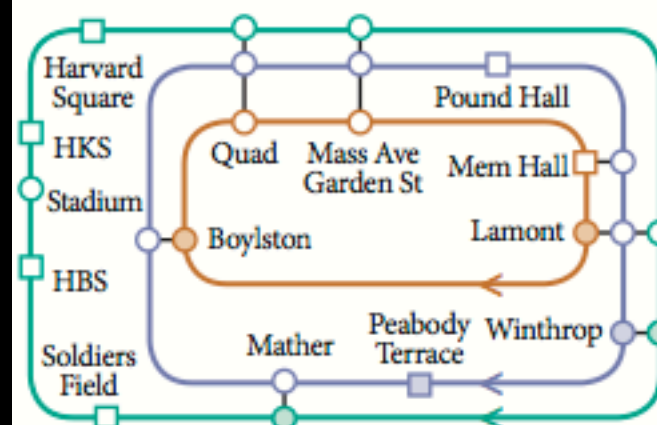 Harvard
Square
Pound Hall
HKS
Quad
Mass Ave
Garden St
Mem Hall
Stadium
Boylston
Lamont
HBS
Peabody
Terrace
Winthrop
Mather
Soldiers
Field